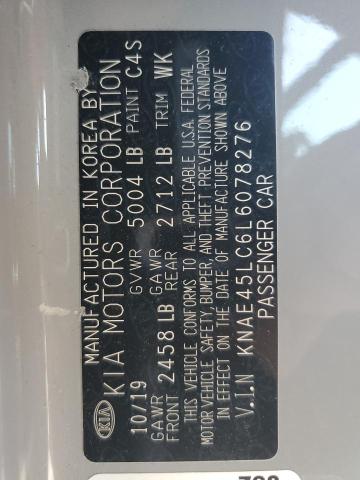 MANUFACTURED IN KOREA BY
KIA KIA MOTORS CORPORATION
10/19 GVWR 5004 LB PAINT C4S
GAWR FRONT 2458 LB GAWR REAR 2712 LB TRIM WK
THIS VEHICLE CONFORMS TO ALL APPLICABLE U.S.A. FEDERAL
MOTOR VEHICLE SAFETY, BUMPER, AND THEFT PREVENTION STANDARDS
IN EFFECT ON THE DATE OF MANUFACTURE SHOWN ABOVE
V.I.N KNAE45LC6L6078276
PASSENGER CAR